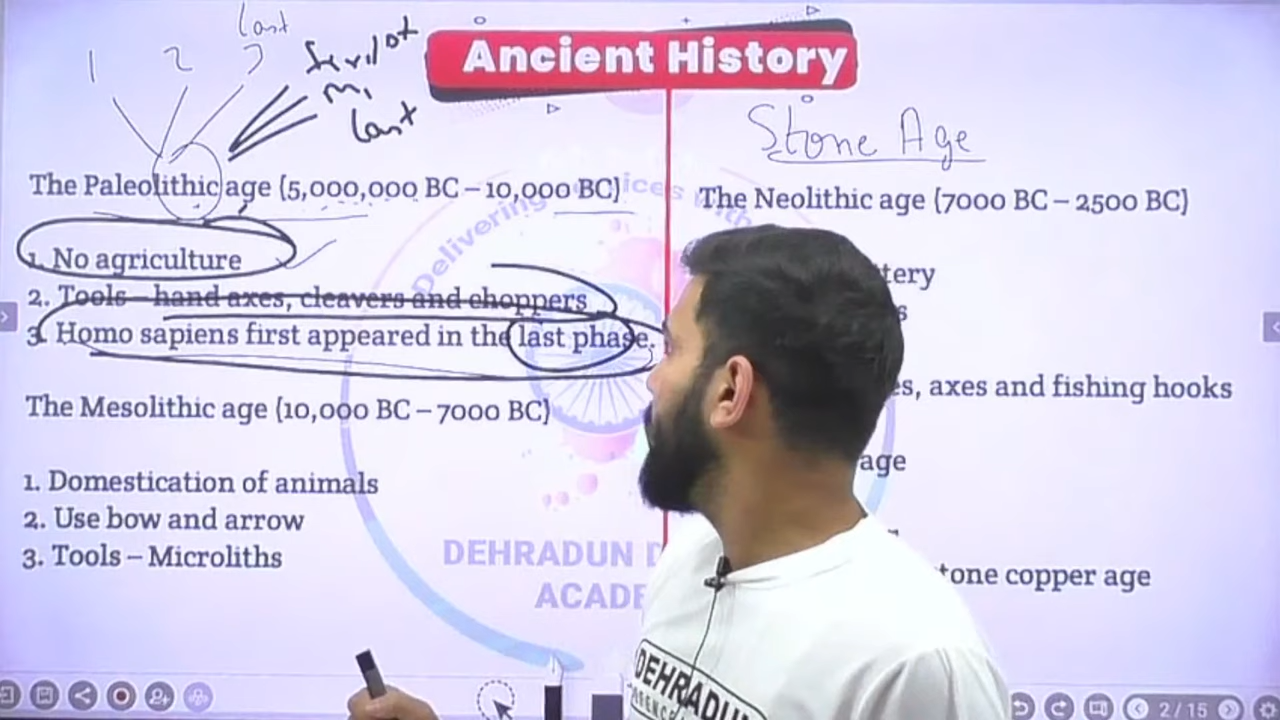 last
1 2 3
last
Ancient History
Stone Age
The Paleolithic age (5,000,000 BC – 10,000 BC)
1. No agriculture
2. Tools – hand axes, cleavers and choppers
3. Homo sapiens first appeared in the last phase.
The Mesolithic age (10,000 BC – 7000 BC)
1. Domestication of animals
2. Use bow and arrow
3. Tools – Microliths
The Neolithic age (7000 BC – 2500 BC)
tery
s
es, axes and fishing hooks
age
tone copper age
Delivering ices with
DEHRADUN D
ACADE
DEHRADUN
2 / 15